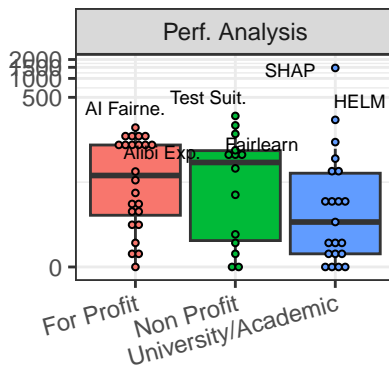 Perf. Analysis
2000
1500
1000
500
0
SHAP
Test Suit.
HELM
AI Fairne.
Alibi Exp.
Fairlearn
For Profit
Non Profit
University/Academic